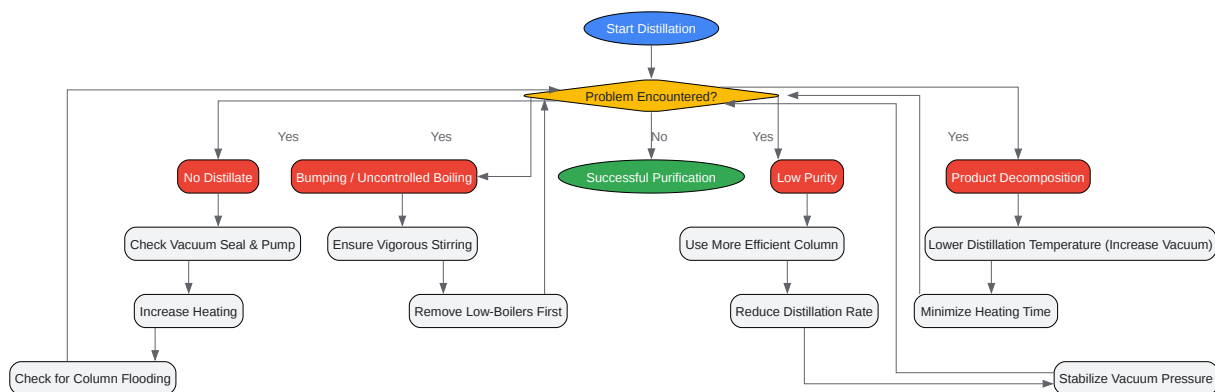 Start Distillation
Problem Encountered?
Yes
Yes
No
Yes
Yes
No Distillate
Bumping / Uncontrolled Boiling
Successful Purification
Low Purity
Product Decomposition
Check Vacuum Seal & Pump
Ensure Vigorous Stirring
Use More Efficient Column
Lower Distillation Temperature (Increase Vacuum)
Increase Heating
Remove Low-Boilers First
Reduce Distillation Rate
Minimize Heating Time
Check for Column Flooding
Stabilize Vacuum Pressure